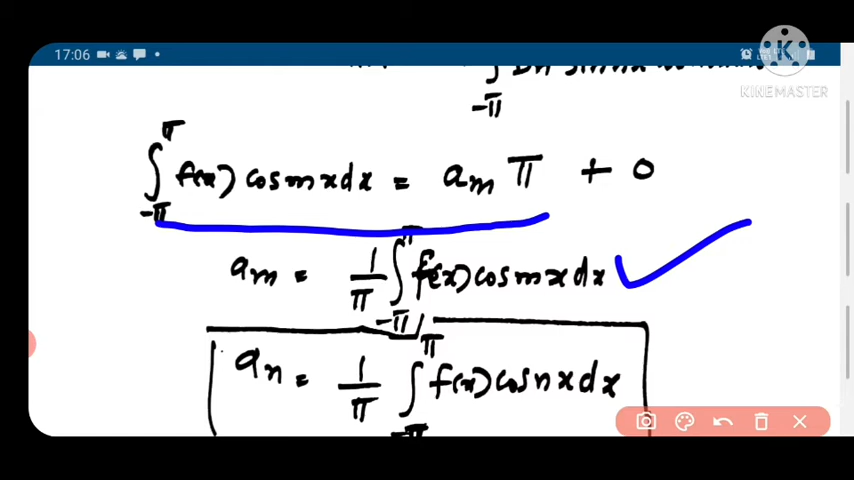 17:06
KINEMASTER
-π
∫_{-π}^{π} f(x) cos mx dx = a_m π + 0
a_m = 1/π ∫_{-π}^{π} f(x) cos mx dx
a_n = 1/π ∫_{-π}^{π} f(x) cos nx dx